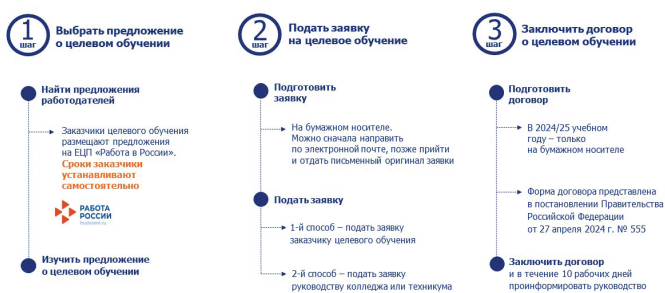 1
шаг
Выбрать предложение
о целевом обучении
Найти предложения
работодателей
Заказчики целевого обучения
размещают предложения
на ЕЦП «Работа в России».
Сроки заказчики
устанавливают
самостоятельно
РАБОТА
РОССИИ
trudvsem.ru
Изучить предложение
о целевом обучении
2
шаг
Подать заявку
на целевое обучение
Подготовить
заявку
На бумажном носителе.
Можно сначала направить
по электронной почте, позже прийти
и отдать письменный оригинал заявки
Подать заявку
1-й способ – подать заявку
заказчику целевого обучения
2-й способ – подать заявку
руководству колледжа или техникума
3
шаг
Заключить договор
о целевом обучении
Подготовить
договор
В 2024/25 учебном
году – только
на бумажном носителе
Форма договора представлена
в постановлении Правительства
Российской Федерации
от 27 апреля 2024 г. № 555
Заключить договор
и в течение 10 рабочих дней
проинформировать руководство